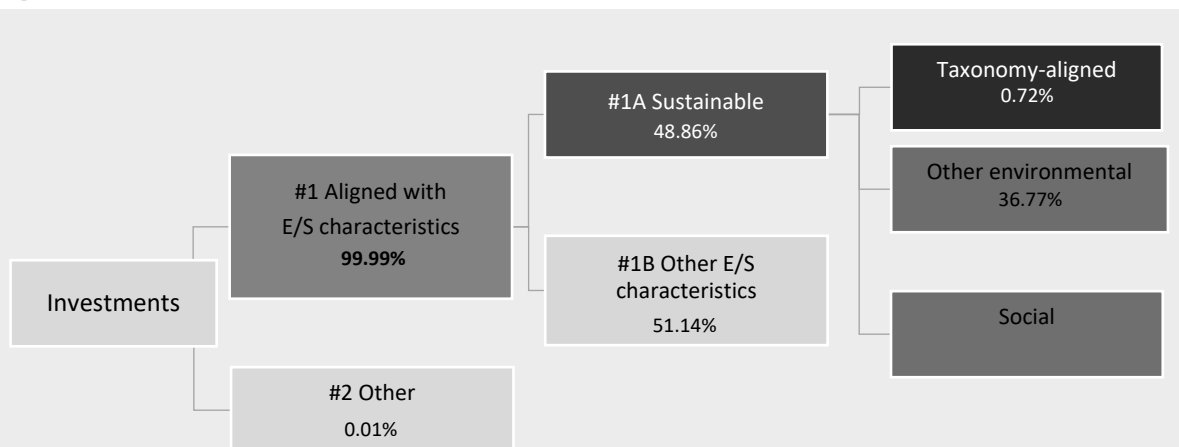 Investments
#1 Aligned with
E/S characteristics
99.99%
#2 Other
0.01%
#1A Sustainable
48.86%
#1B Other E/S
characteristics
51.14%
Taxonomy-aligned
0.72%
Other environmental
36.77%
Social